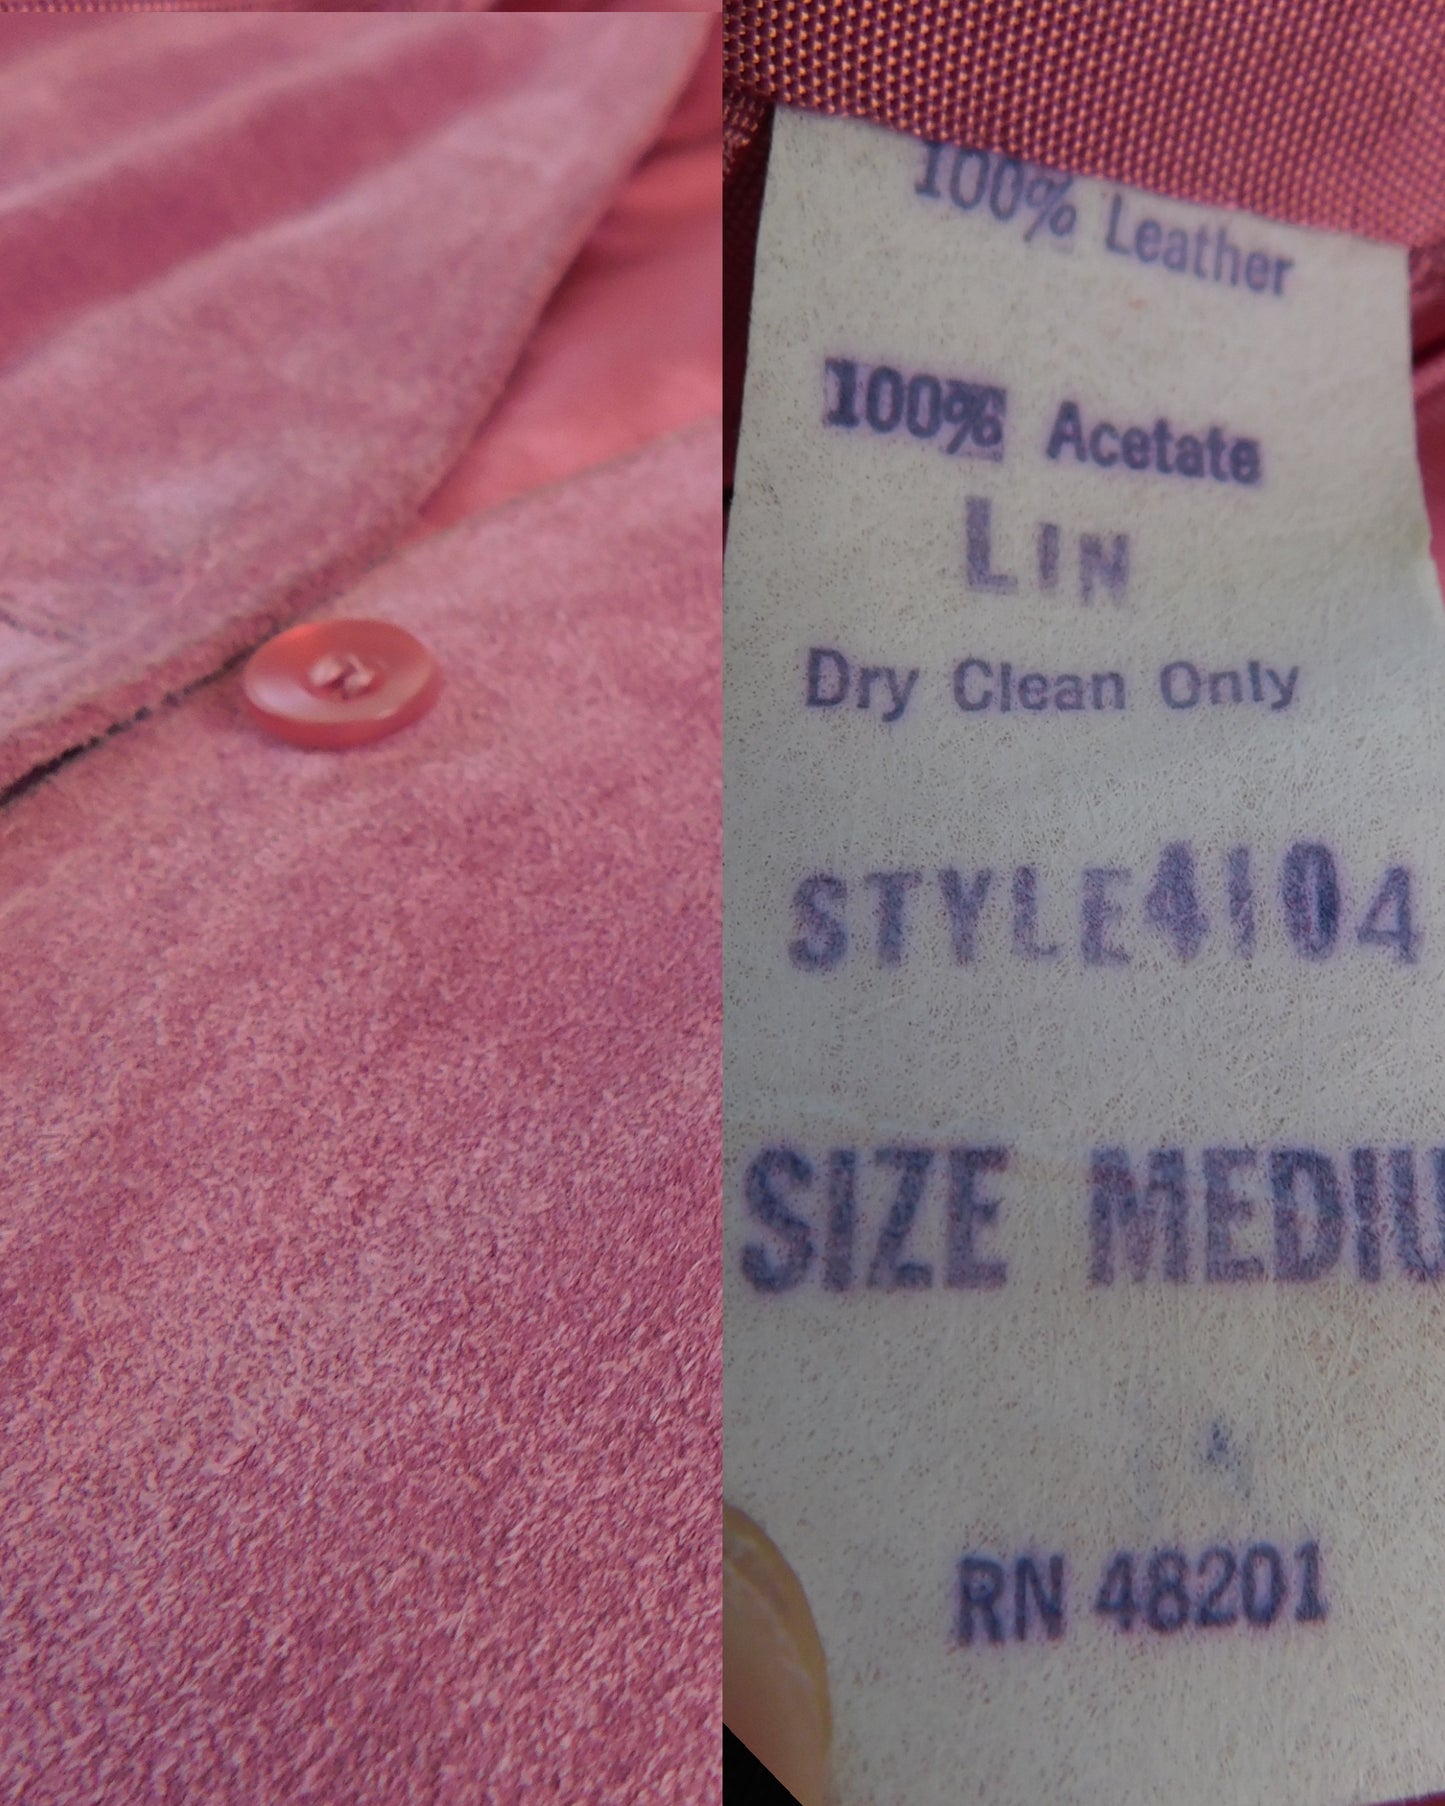 100% Leather
100% Acetate
LIN
Dry Clean Only
STYLE 4104
SIZE MEDIU
RN 48201